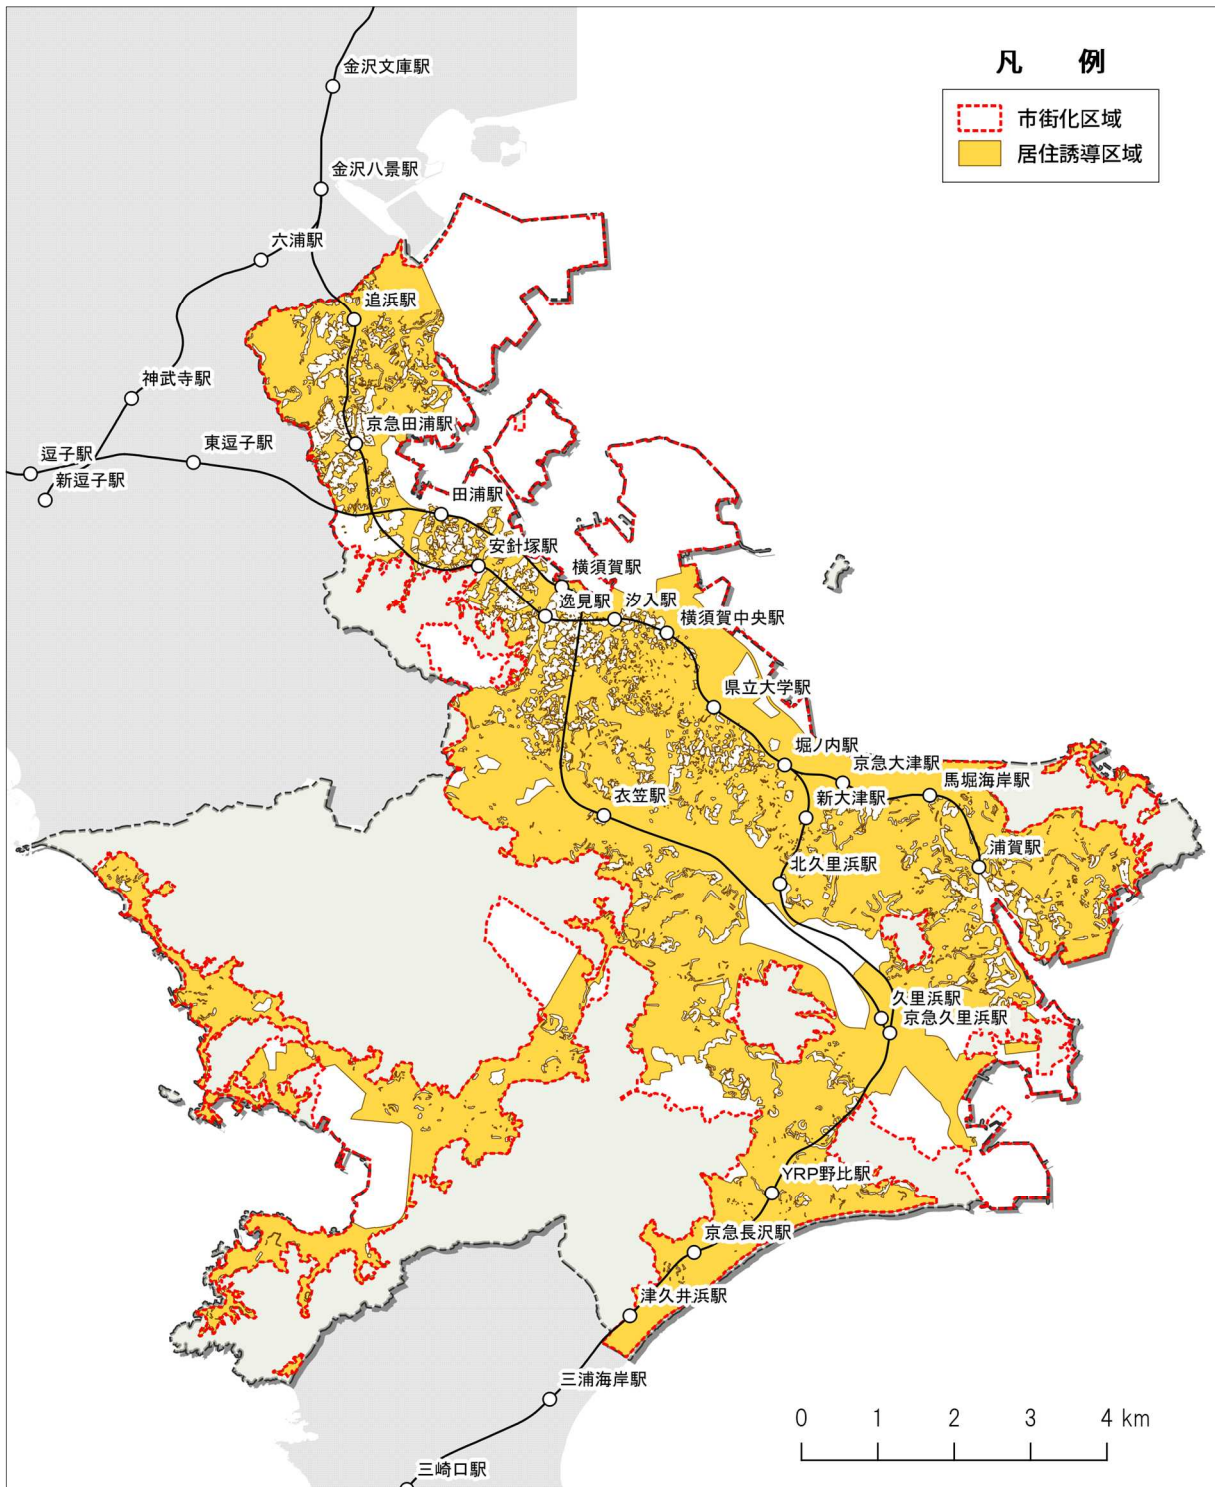 金沢文庫駅
凡 例
市街化区域
居住誘導区域
金沢八景駅
六浦駅
追浜駅
神武寺駅
京急田浦駅
東逗子駅
逗子駅
新逗子駅
田浦駅
安針塚駅
横須賀駅
逸見駅
汐入駅
横須賀中央駅
県立大学駅
堀ノ内駅
京急大津駅
馬堀海岸駅
新大津駅
衣笠駅
浦賀駅
北久里浜駅
久里浜駅
京急久里浜駅
YRP野比駅
京急長沢駅
津久井浜駅
三浦海岸駅
三崎口駅
0 1 2 3 4 km